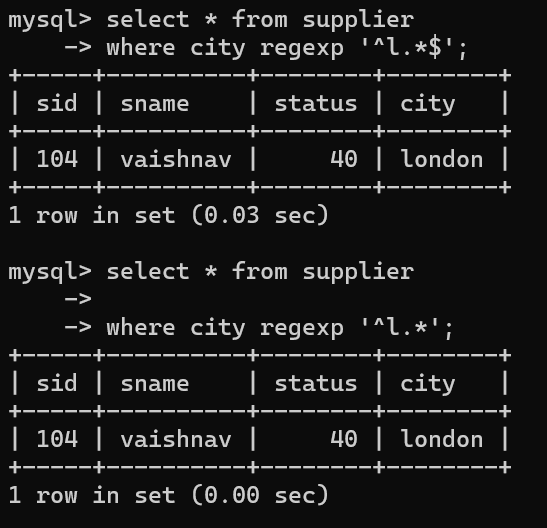 mysql> select * from supplier
    -> where city regexp '^l.*$';
+-----+----------+--------+--------+
| sid | sname    | status | city   |
+-----+----------+--------+--------+
| 104 | vaishnav |     40 | london |
+-----+----------+--------+--------+
1 row in set (0.03 sec)

mysql> select * from supplier
    ->
    -> where city regexp '^l.*';
+-----+----------+--------+--------+
| sid | sname    | status | city   |
+-----+----------+--------+--------+
| 104 | vaishnav |     40 | london |
+-----+----------+--------+--------+
1 row in set (0.00 sec)